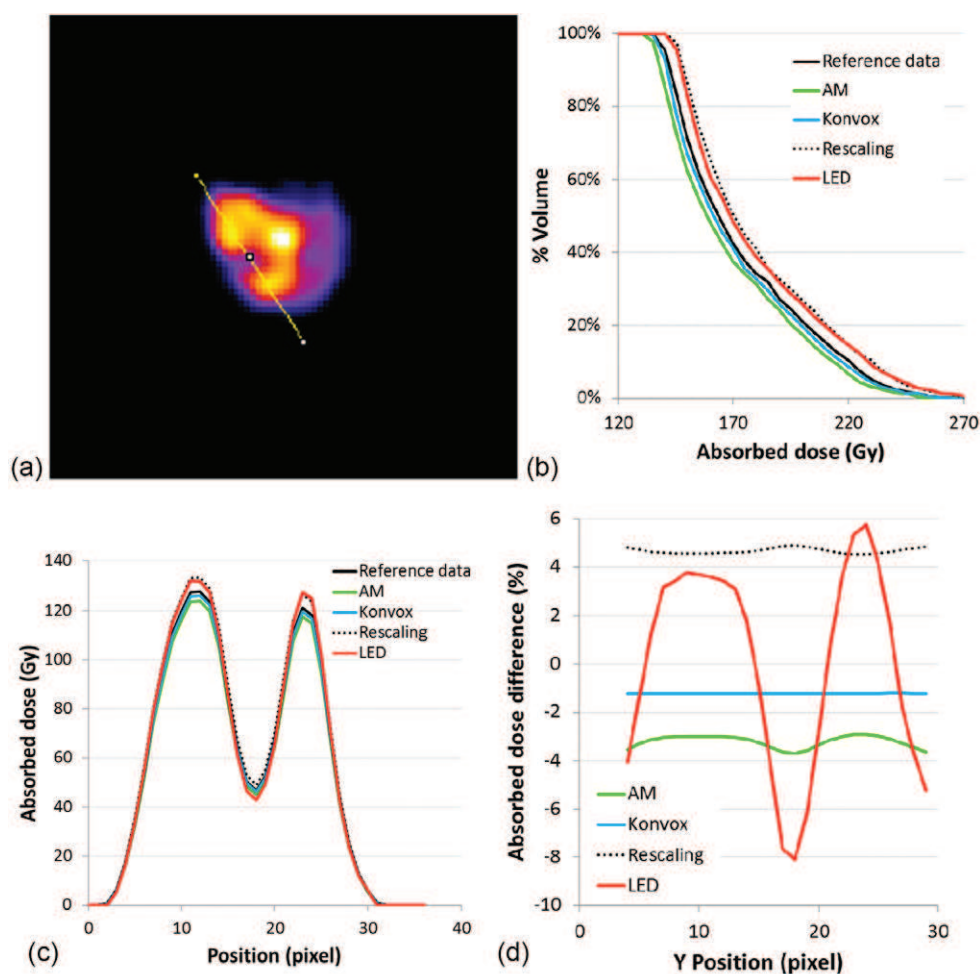 (a)
100%
80%
60%
40%
20%
0%
% Volume
Reference data
AM
Konvox
Rescaling
LED
120 170 220 270
Absorbed dose (Gy)
(b)
140
120
100
80
60
40
20
0
Absorbed dose (Gy)
Reference data
AM
Konvox
Rescaling
LED
0 10 20 30 40
Position (pixel)
(c)
6
4
2
0
-2
-4
-6
-8
-10
Absorbed dose difference (%)
AM
Konvox
Rescaling
LED
0 10 20 30
Y Position (pixel)
(d)